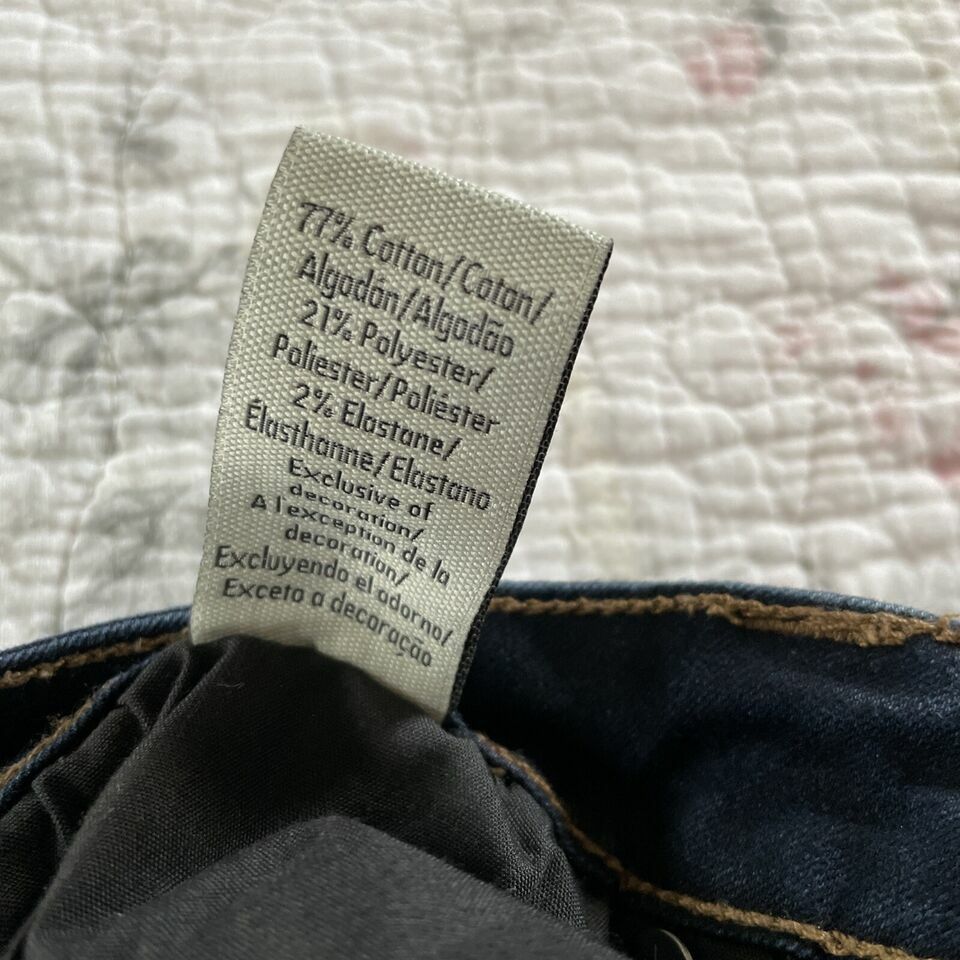 77% Cotton/Coton/
Algodón/Algodão
21% Polyester/
Poliester/Poliéster
2% Elastane/
Élasthanne/Elastano
Exclusive of
decoration/
A l'exception de la
decoration/
Excluyendo el adorno/
Exceto a decoração